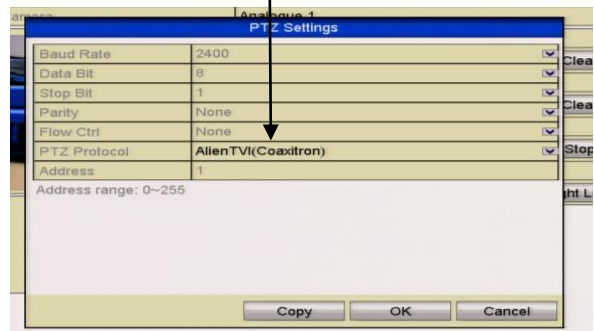 Analogue 1
PTZ Settings
Baud Rate 2400
Clea
Data Bit 8
Stop Bit 1
Clea
Parity None
Flow Ctrl None
PTZ Protocol AlienTVI(Coaxitron)
Stop
Address 1
Address range: 0~255
ght L
Copy OK Cancel